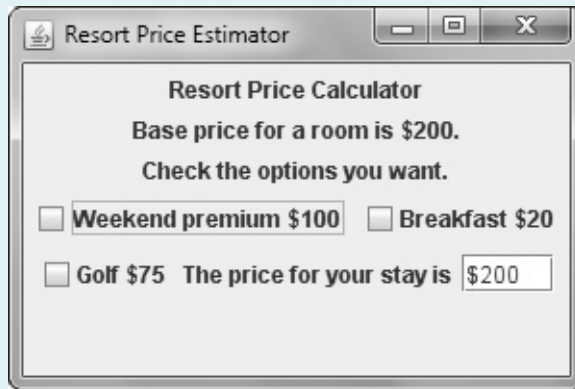 Resort Price Estimator
Resort Price Calculator
Base price for a room is $200.
Check the options you want.
Weekend premium $100 Breakfast $20
Golf $75 The price for your stay is $200